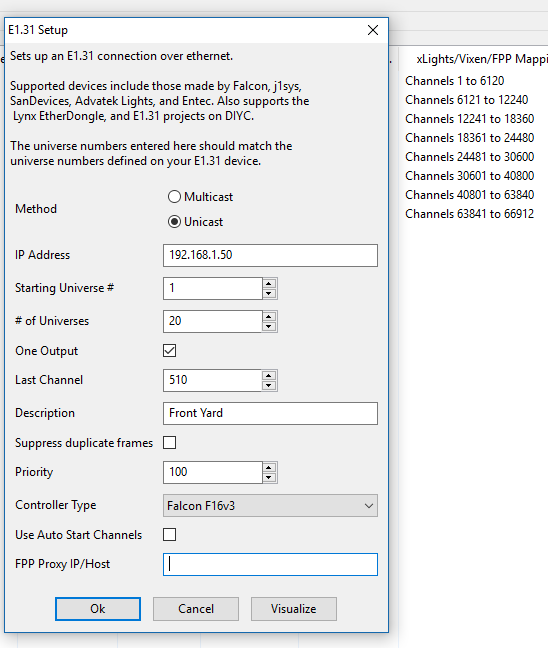 E1.31 Setup
Sets up an E1.31 connection over ethernet.
Supported devices include those made by Falcon, j1sys,
SanDevices, Advatek Lights, and Entec. Also supports the
Lynx EtherDongle, and E1.31 projects on DIYC.
The universe numbers entered here should match the
universe numbers defined on your E1.31 device.
Method
Multicast
Unicast
IP Address
192.168.1.50
Starting Universe #
1
# of Universes
20
One Output
Last Channel
510
Description
Front Yard
Suppress duplicate frames
Priority
100
Controller Type
Falcon F16v3
Use Auto Start Channels
FPP Proxy IP/Host
Ok
Cancel
Visualize
xLights/Vixen/FPP Mappi
Channels 1 to 6120
Channels 6121 to 12240
Channels 12241 to 18360
Channels 18361 to 24480
Channels 24481 to 30600
Channels 30601 to 40800
Channels 40801 to 63840
Channels 63841 to 66912